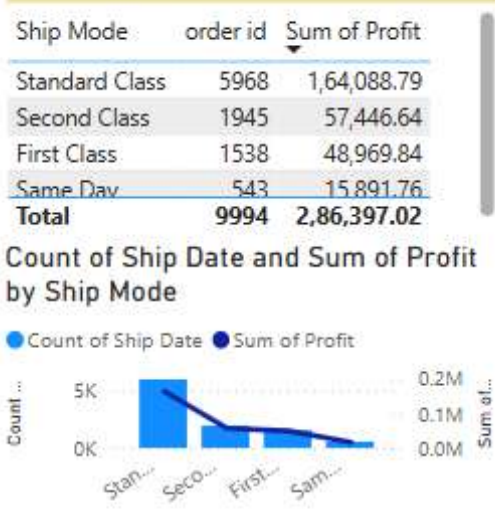 Ship Mode order id Sum of Profit
Standard Class 5968 1,64,088.79
Second Class 1945 57,446.64
First Class 1538 48,969.84
Same Day 543 15,891.76
Total 9994 2,86,397.02
Count of Ship Date and Sum of Profit
by Ship Mode
Count of Ship Date Sum of Profit
Count ...
5K
0K
0.2M
0.1M
0.0M
Sum of...
Stan... Seco... First... Sam...